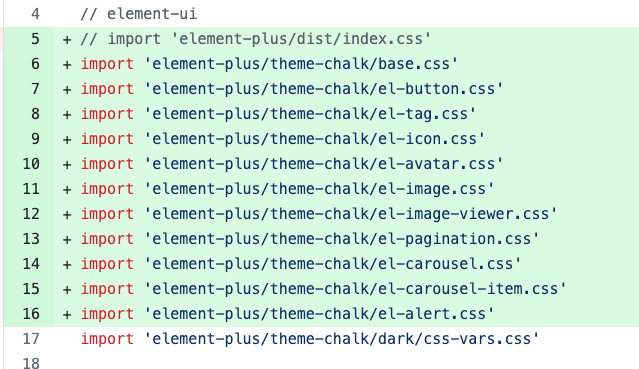 4 // element-ui
5 + // import 'element-plus/dist/index.css'
6 + import 'element-plus/theme-chalk/base.css'
7 + import 'element-plus/theme-chalk/el-button.css'
8 + import 'element-plus/theme-chalk/el-tag.css'
9 + import 'element-plus/theme-chalk/el-icon.css'
10 + import 'element-plus/theme-chalk/el-avatar.css'
11 + import 'element-plus/theme-chalk/el-image.css'
12 + import 'element-plus/theme-chalk/el-image-viewer.css'
13 + import 'element-plus/theme-chalk/el-pagination.css'
14 + import 'element-plus/theme-chalk/el-carousel.css'
15 + import 'element-plus/theme-chalk/el-carousel-item.css'
16 + import 'element-plus/theme-chalk/el-alert.css'
17 import 'element-plus/theme-chalk/dark/css-vars.css'
18